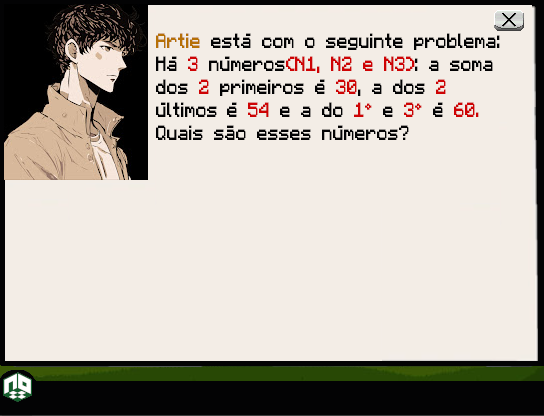 Artie está com o seguinte problema:
Há 3 números(N1, N2 e N3): a soma
dos 2 primeiros é 30, a dos 2
últimos é 54 e a do 1° e 3° é 60.
Quais são esses números?